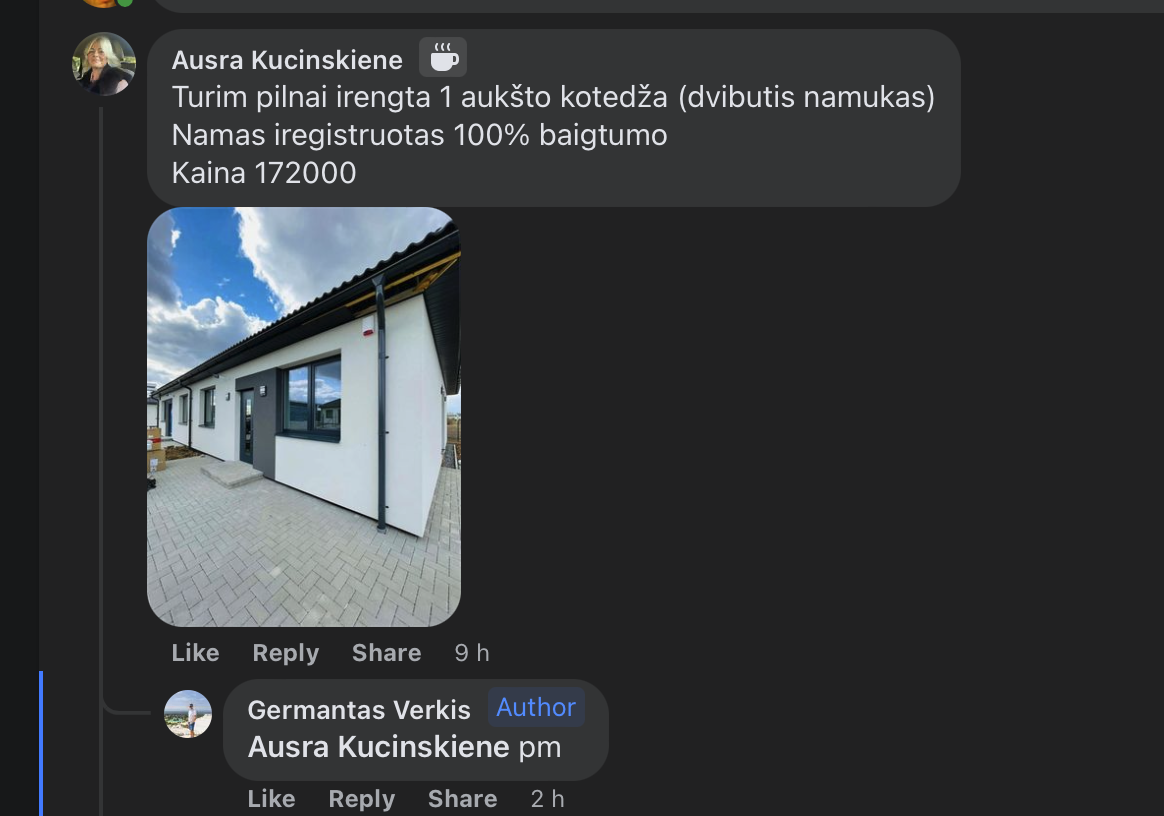 Ausra Kucinskiene
Turim pilnai irengta 1 aukšto kotedža (dvibutis namukas)
Namas iregistruotas 100% baigtumo
Kaina 172000
Like Reply Share 9 h
Germantas Verkis Author
Ausra Kucinskiene pm
Like Reply Share 2 h